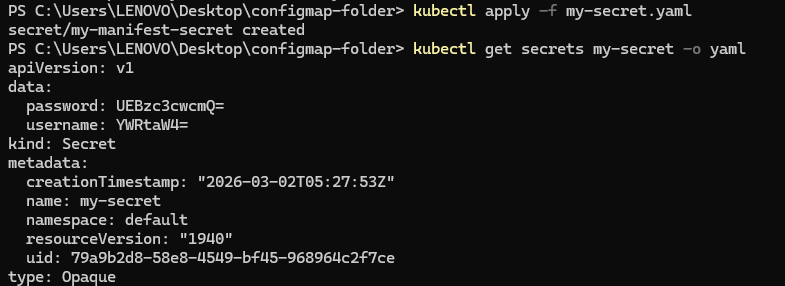 PS C:\Users\LENOVO\Desktop\configmap-folder> kubectl apply -f my-secret.yaml
secret/my-manifest-secret created
PS C:\Users\LENOVO\Desktop\configmap-folder> kubectl get secrets my-secret -o yaml
apiVersion: v1
data:
  password: UEBzc3cwcmQ=
  username: YWRtaW4=
kind: Secret
metadata:
  creationTimestamp: "2026-03-02T05:27:53Z"
  name: my-secret
  namespace: default
  resourceVersion: "1940"
  uid: 79a9b2d8-58e8-4549-bf45-968964c2f7ce
type: Opaque